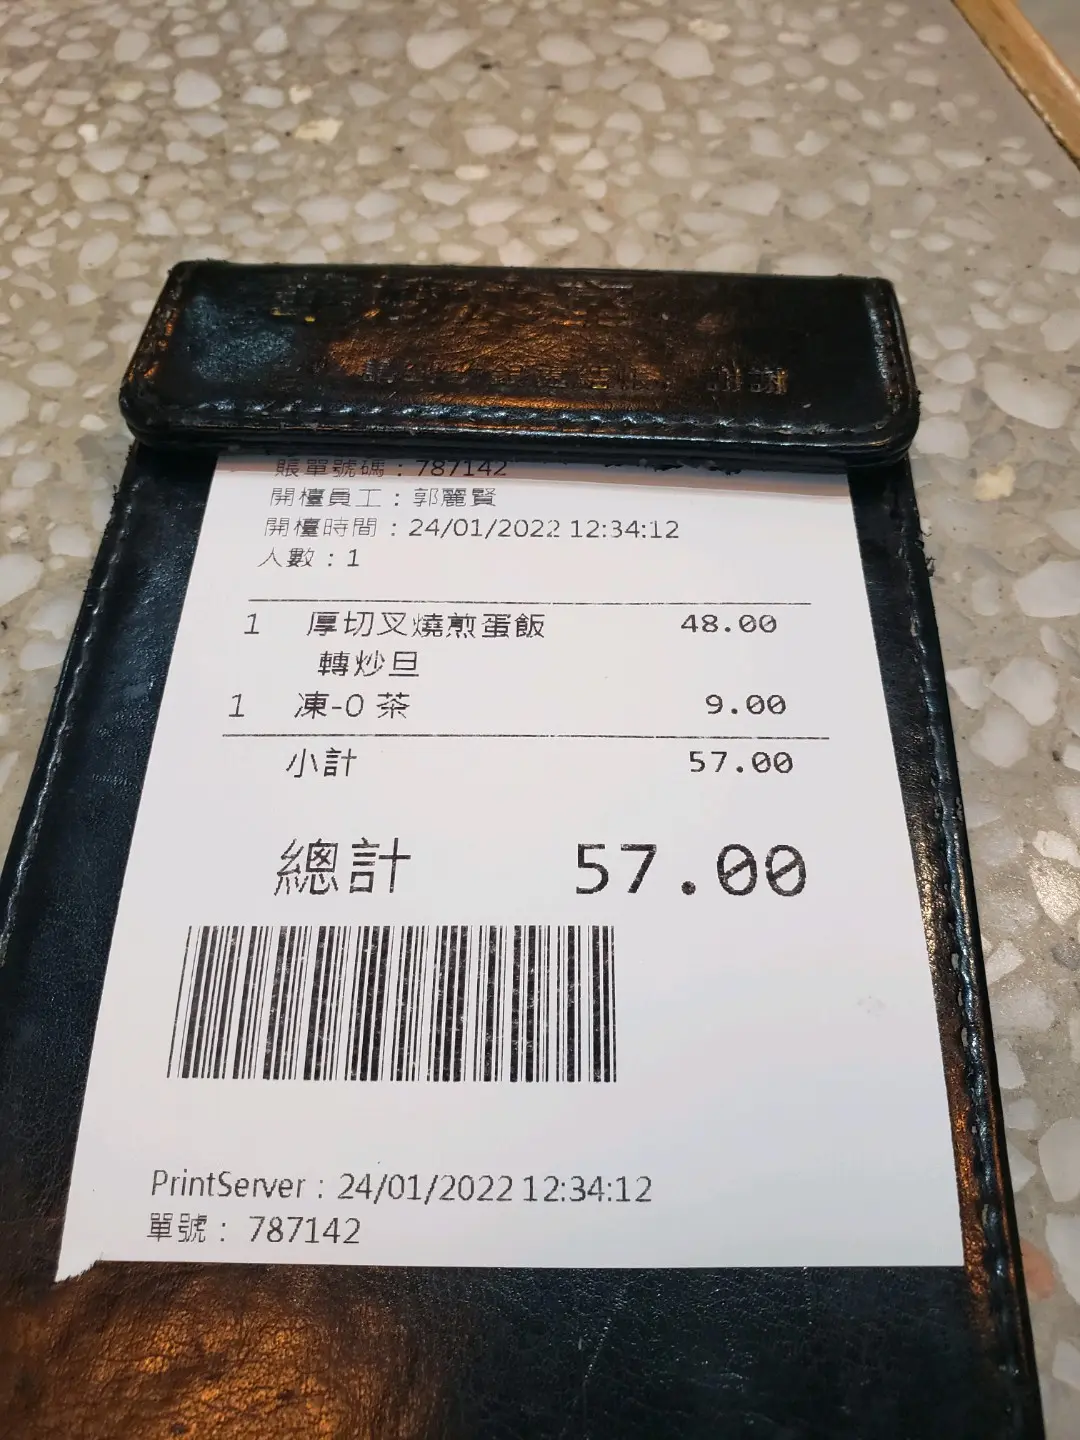 賬單號碼：787142
開檯員工：郭麗賢
開檯時間：24/01/2022 12:34:12
人數：1
1 厚切叉燒煎蛋飯 48.00
轉炒旦
1 凍-0 茶 9.00
小計 57.00
總計 57.00
PrintServer : 24/01/2022 12:34:12
單號： 787142